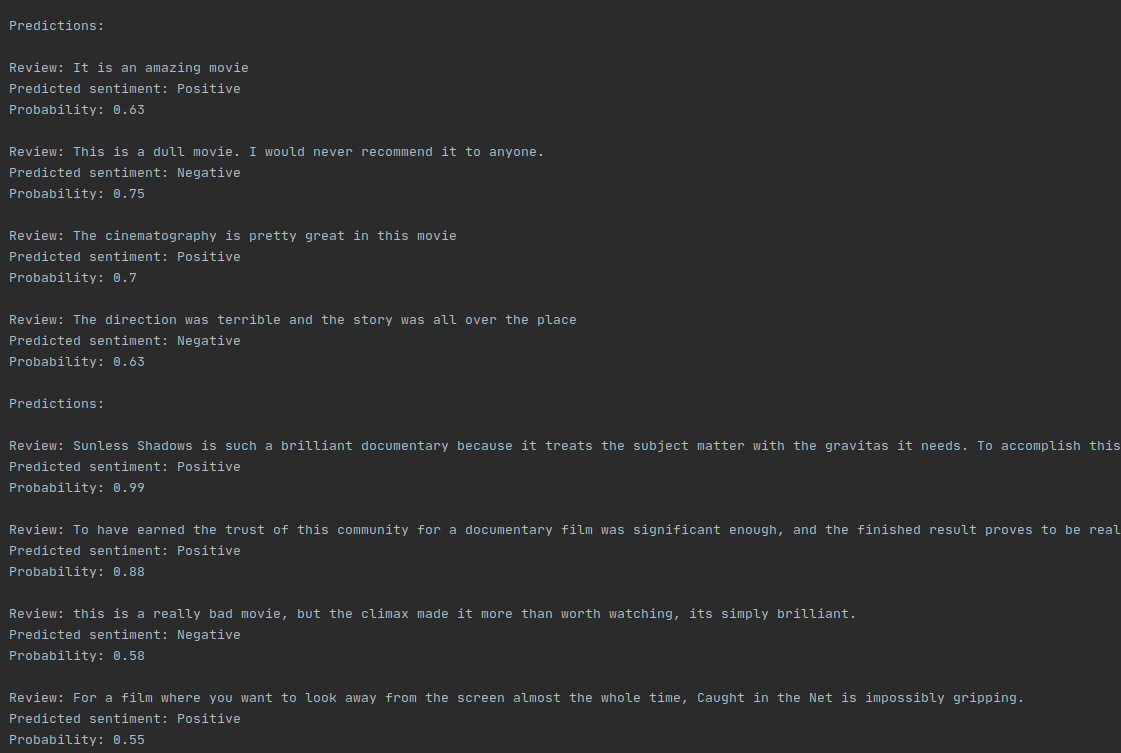 Predictions:
Review: It is an amazing movie
Predicted sentiment: Positive
Probability: 0.63
Review: This is a dull movie. I would never recommend it to anyone.
Predicted sentiment: Negative
Probability: 0.75
Review: The cinematography is pretty great in this movie
Predicted sentiment: Positive
Probability: 0.7
Review: The direction was terrible and the story was all over the place
Predicted sentiment: Negative
Probability: 0.63
Predictions:
Review: Sunless Shadows is such a brilliant documentary because it treats the subject matter with the gravitas it needs. To accomplish this
Predicted sentiment: Positive
Probability: 0.99
Review: To have earned the trust of this community for a documentary film was significant enough, and the finished result proves to be real
Predicted sentiment: Positive
Probability: 0.88
Review: this is a really bad movie, but the climax made it more than worth watching, its simply brilliant.
Predicted sentiment: Negative
Probability: 0.58
Review: For a film where you want to look away from the screen almost the whole time, Caught in the Net is impossibly gripping.
Predicted sentiment: Positive
Probability: 0.55